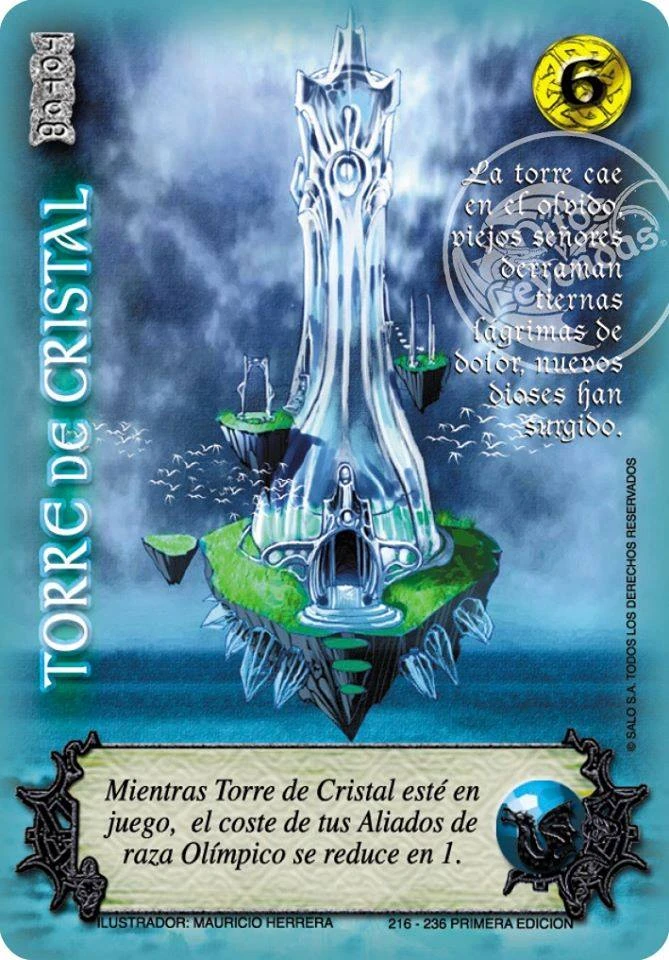 6
TORRE DE CRISTAL
La torre cae
en el olvido,
viejos señores
derraman
tiernas
lágrimas de
dolor, nuevos
dioses han
surgido.
Leyendas
© SALO S.A. TODOS LOS DERECHOS RESERVADOS
Mientras Torre de Cristal esté en
juego, el coste de tus Aliados de
raza Olímpico se reduce en 1.
ILUSTRADOR: MAURICIO HERRERA
216 - 236 PRIMERA EDICION